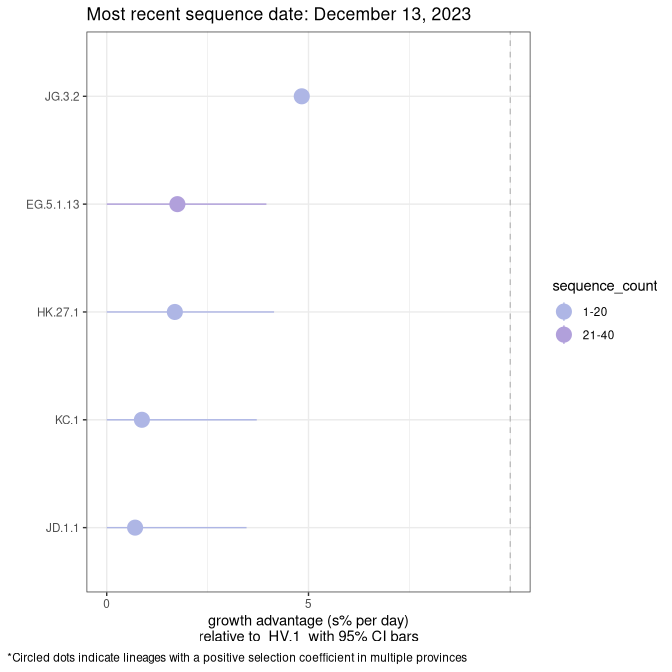 Most recent sequence date: December 13, 2023
JG.3.2
EG.5.1.13
HK.27.1
KC.1
JD.1.1
sequence_count
1-20
21-40
0 5
growth advantage (s% per day)
relative to HV.1 with 95% CI bars
*Circled dots indicate lineages with a positive selection coefficient in multiple provinces